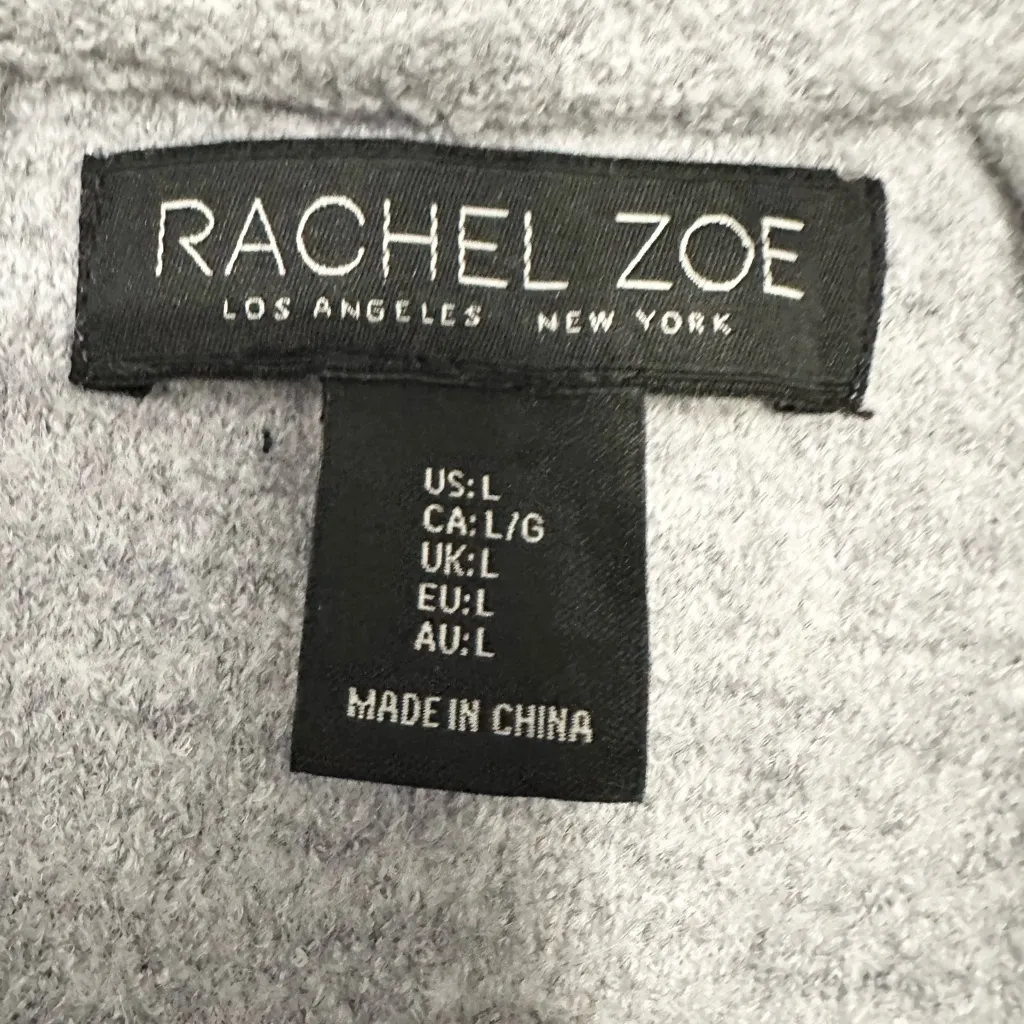 RACHEL ZOE
LOS ANGELES NEW YORK
US: L
CA: L/G
UK: L
EU: L
AU: L
MADE IN CHINA